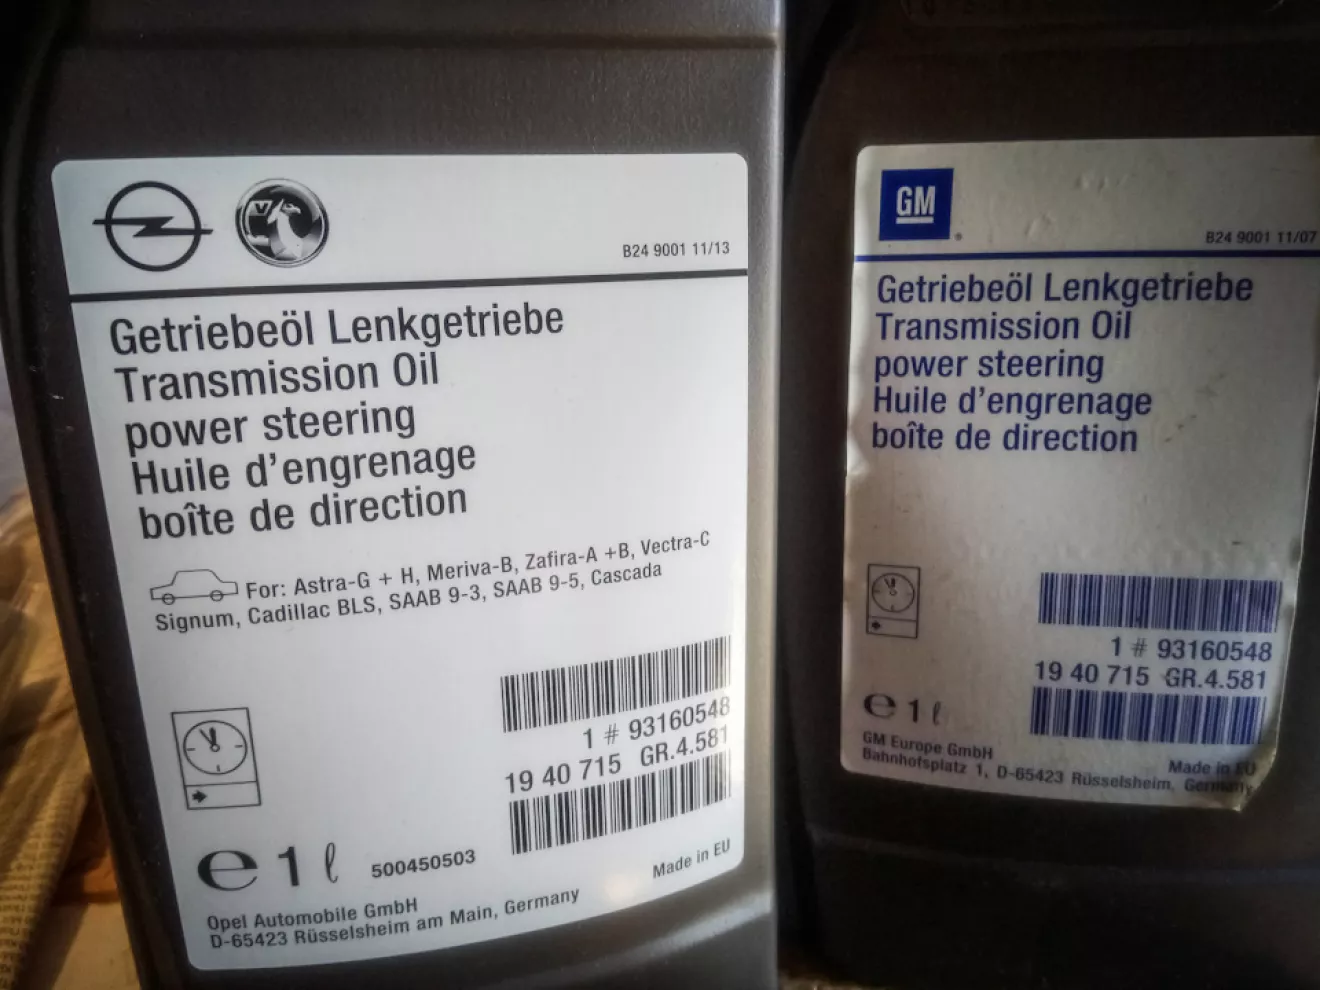 B24 9001 11/13
Getriebeöl Lenkgetriebe
Transmission Oil
power steering
Huile d'engrenage
boîte de direction
For: Astra-G + H, Meriva-B, Zafira-A +B, Vectra-C
Signum, Cadillac BLS, SAAB 9-3, SAAB 9-5, Cascada
1 # 93160548
19 40 715 GR.4.581
e 1 ℓ 500450503
Made in EU
Opel Automobile GmbH
D-65423 Rüsselsheim am Main, Germany
GM
B24 9001 11/07
Getriebeöl Lenkgetriebe
Transmission Oil
power steering
Huile d'engrenage
boîte de direction
1 # 93160548
19 40 715 GR.4.581
e 1 ℓ
GM Europe GmbH
Made in EU
Bahnhofsplatz 1, D-65423 Rüsselsheim, Germany